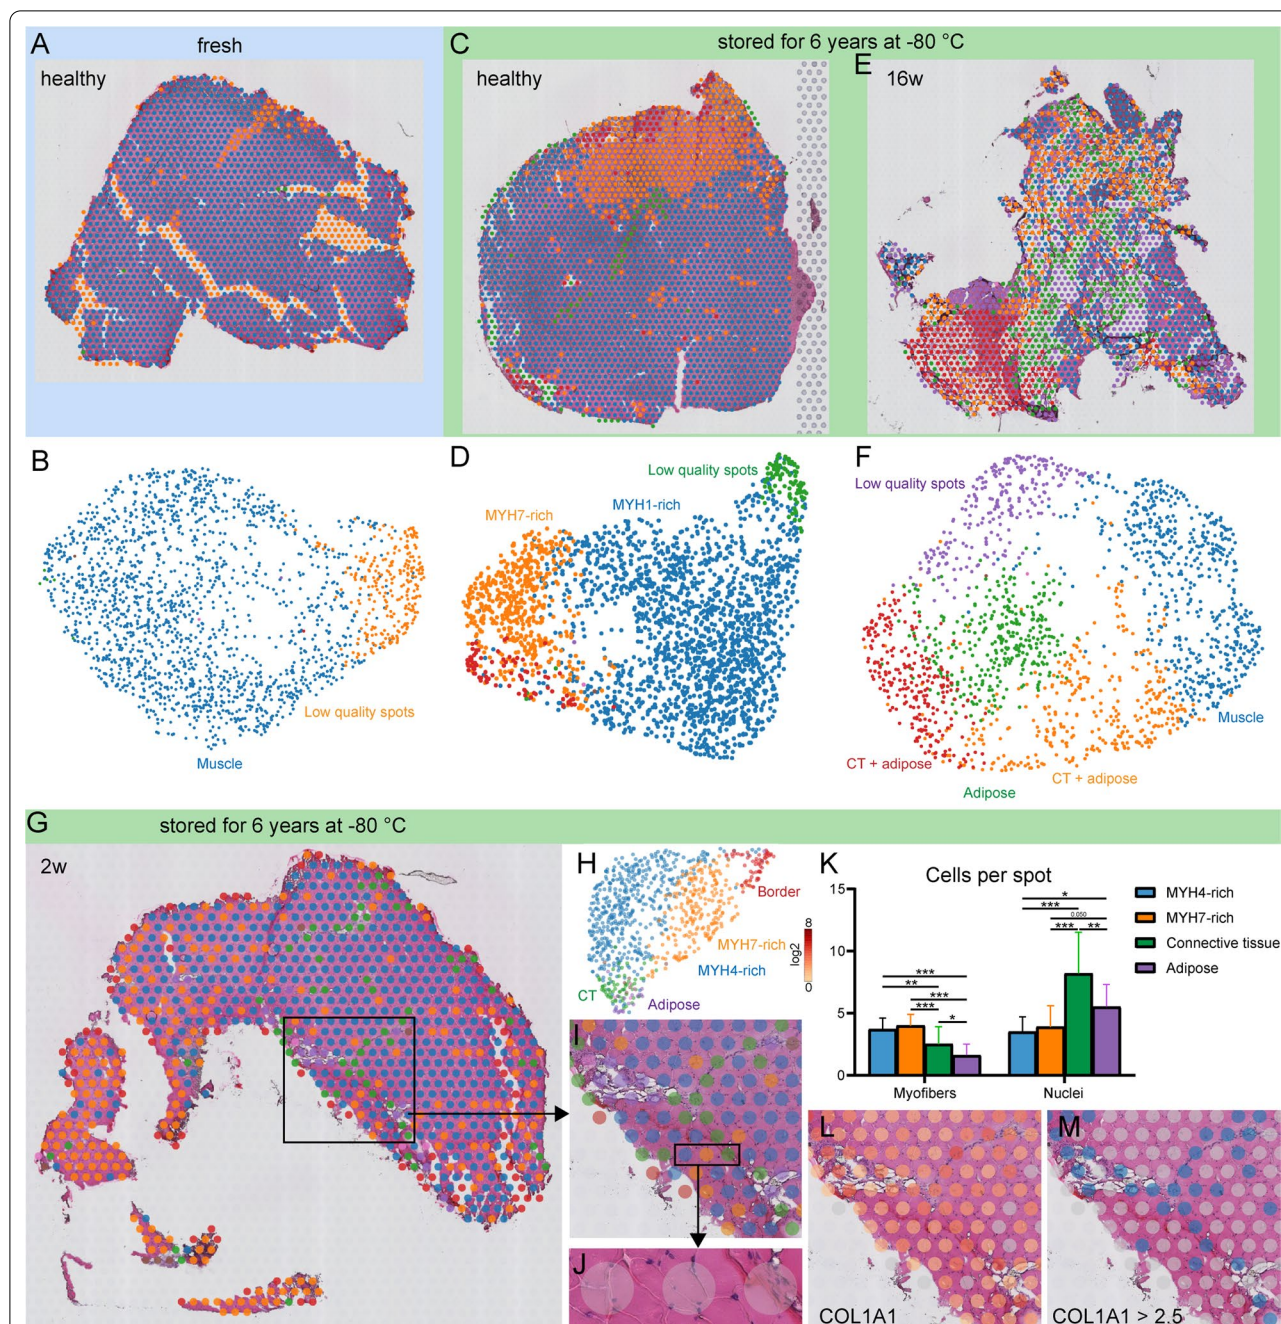 A
fresh
healthy
C
stored for 6 years at -80 °C
healthy
E
16w
B
Low quality spots
Muscle
D
Low quality spots
MYH7-rich
MYH1-rich
F
Low quality spots
Muscle
CT + adipose
CT + adipose
Adipose
G
stored for 6 years at -80 °C
2w
H
Border
MYH7-rich
MYH4-rich
CT
Adipose
8
log2
0
I
J
K
Cells per spot
15
10
5
0
***
**
***
***
*
*
***
0.050
***
**
Myofibers
Nuclei
MYH4-rich
MYH7-rich
Connective tissue
Adipose
L
COL1A1
M
COL1A1 > 2.5